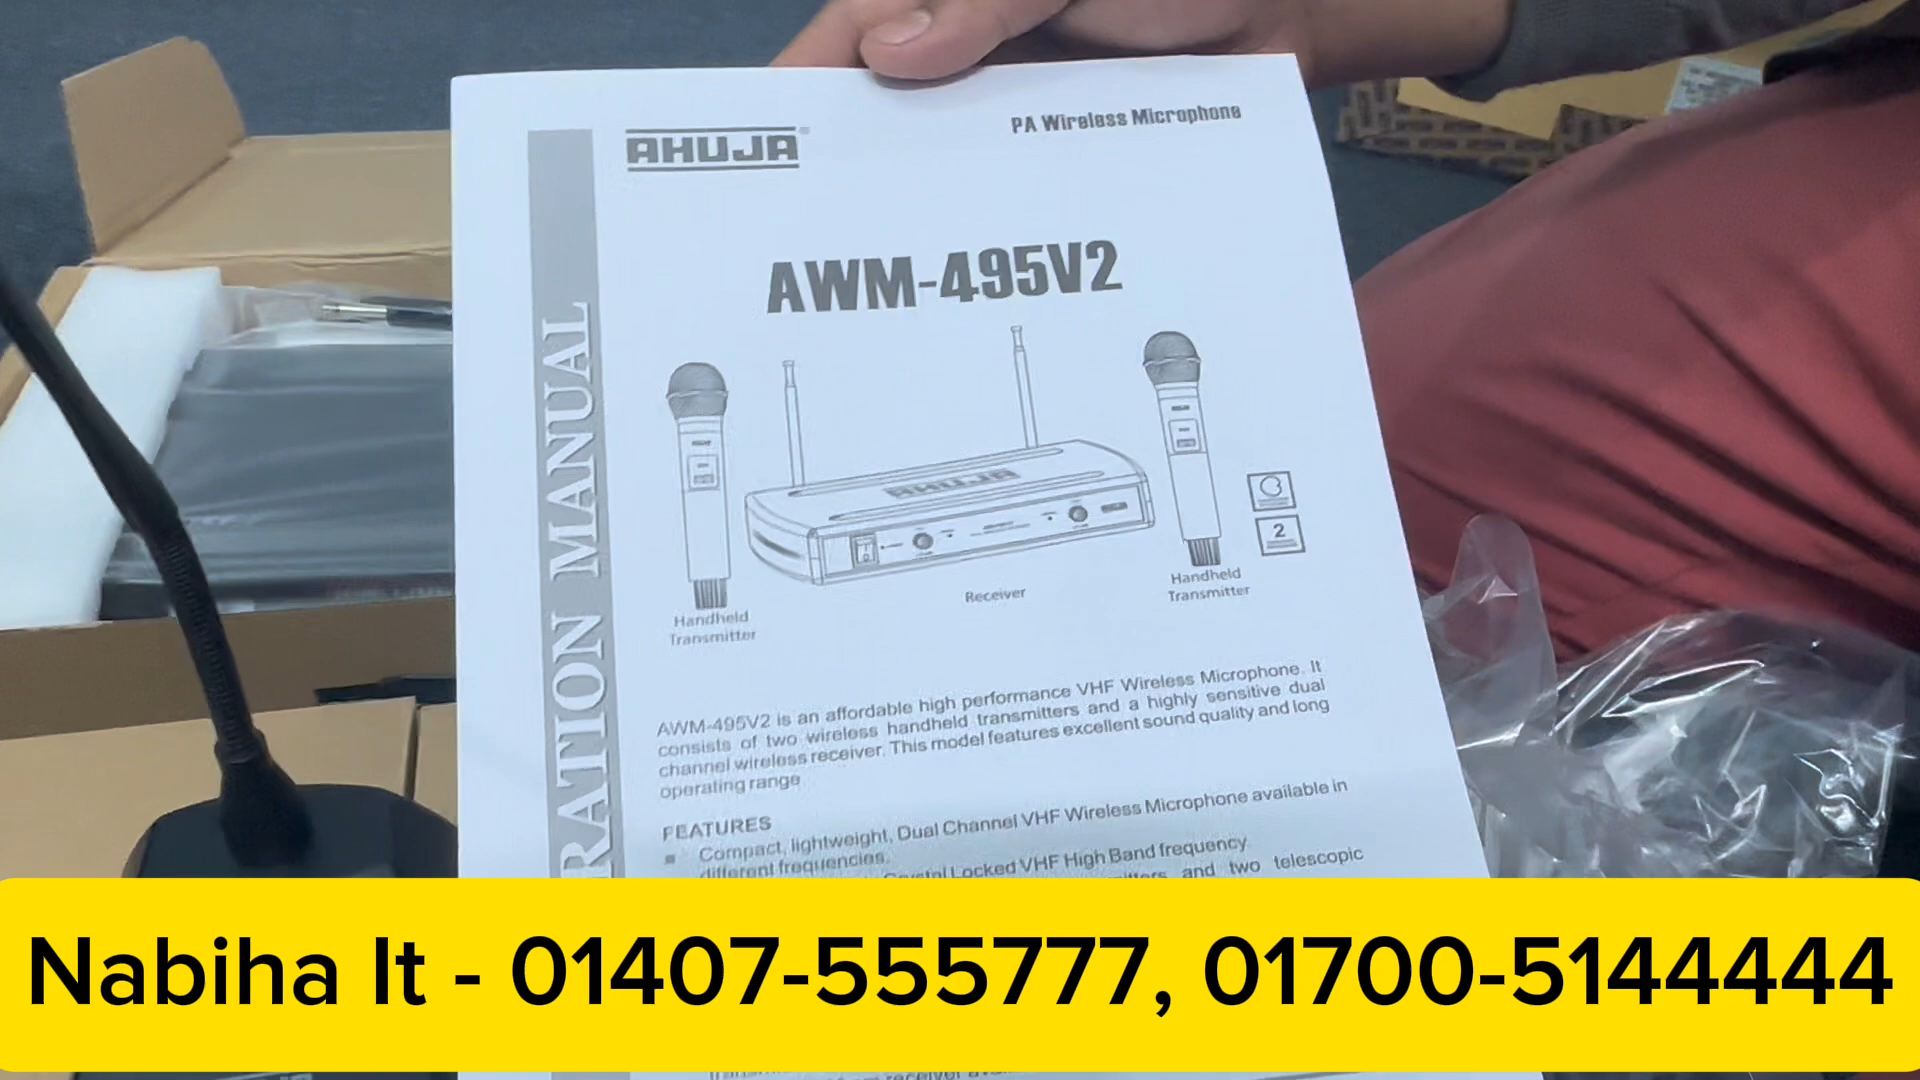 AHUJA
PA Wireless Microphone
AWM-495V2
RATION MANUAL
AHUJA
2
Handheld
Transmitter
Receiver
Handheld
Transmitter
AWM-495V2 is an affordable high performance VHF Wireless Microphone. It
consists of two wireless handheld transmitters and a highly sensitive dual
channel wireless receiver. This model features excellent sound quality and long
operating range
FEATURES
Compact, lightweight, Dual Channel VHF Wireless Microphone available in
different frequencies.
Crystal Locked VHF High Band frequency
and two telescopic
Nabiha It - 01407-555777, 01700-5144444